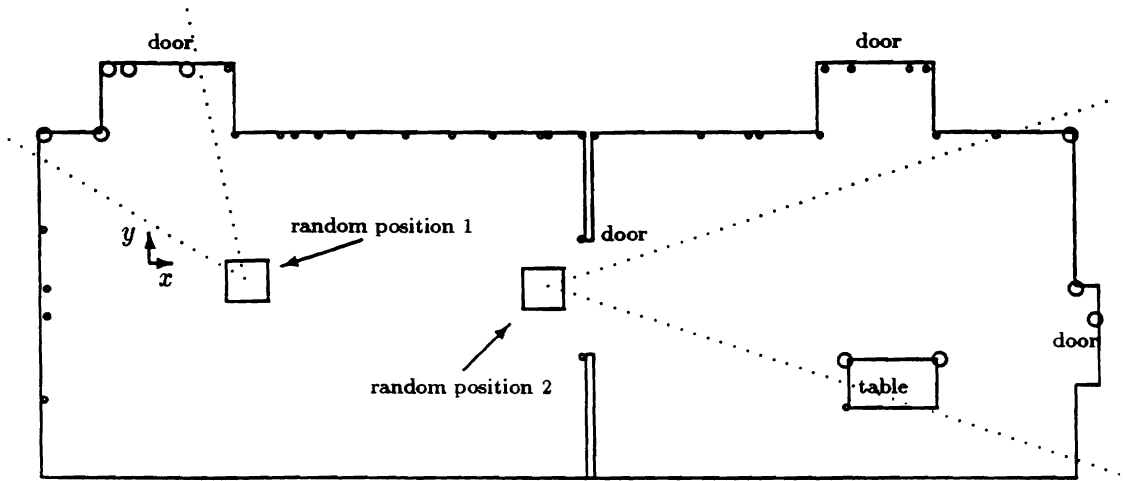 door
door
random position 1
y
door
x
door
random position 2
table